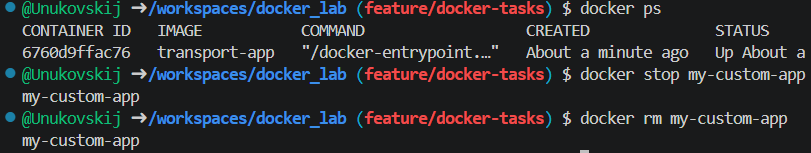 @Unukovskij ➜/workspaces/docker_lab (feature/docker-tasks) $ docker ps
CONTAINER ID   IMAGE           COMMAND                  CREATED              STATUS
6760d9ffac76   transport-app   "/docker-entrypoint.…"   About a minute ago   Up About a
@Unukovskij ➜/workspaces/docker_lab (feature/docker-tasks) $ docker stop my-custom-app
my-custom-app
@Unukovskij ➜/workspaces/docker_lab (feature/docker-tasks) $ docker rm my-custom-app
my-custom-app